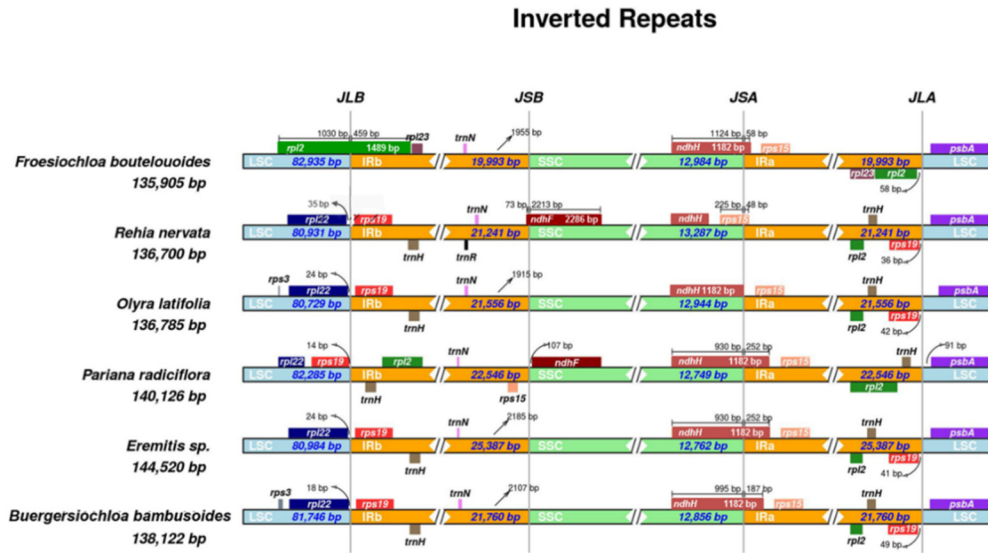 Inverted Repeats
JLB JSB JSA JLA
1030 bp 459 bp rpl23 trnN 1955 bp 1124 bp 58 bp
rpl2 1489 bp ndhH 1182 bp rps15 psbA
Froesiochloa boutelouoides LSC 82,935 bp IRb 19,993 bp SSC 12,984 bp IRa 19,993 bp LSC
135,905 bp rpl23 rpl2
58 bp
35 bp trnN 73 bp 2213 bp 225 bp 48 bp trnH
rpl22 rps19 ndhF 2286 bp ndhH rps15 psbA
Rehia nervata LSC 80,931 bp IRb 21,241 bp SSC 13,287 bp IRa 21,241 bp LSC
136,700 bp trnH trnR rpl2 rps19
36 bp
rps3 24 bp trnN 1915 bp trnH
rpl22 rps19 ndhH 1182 bp rps15 psbA
Olyra latifolia LSC 80,729 bp IRb 21,556 bp SSC 12,944 bp IRa 21,556 bp LSC
136,785 bp trnH rpl2 rps19
42 bp
14 bp trnN 107 bp 930 bp 252 bp trnH 91 bp
rpl22 rps19 rpl2 ndhF ndhH 1182 bp rps15 psbA
Pariana radiciflora LSC 82,285 bp IRb 22,546 bp SSC 12,749 bp IRa 22,546 bp LSC
140,126 bp trnH rps15 rpl2
24 bp trnN 2185 bp 930 bp 252 bp trnH
rpl22 rps19 ndhH 1182 bp rps15 psbA
Eremitis sp. LSC 80,984 bp IRb 25,387 bp SSC 12,762 bp IRa 25,387 bp LSC
144,520 bp trnH rpl2 rps19
41 bp
rps3 18 bp trnN 2107 bp 995 bp 187 bp trnH
rpl22 rps19 ndhH 1182 bp rps15 psbA
Buergersiochloa bambusoides LSC 81,746 bp IRb 21,760 bp SSC 12,856 bp IRa 21,760 bp LSC
138,122 bp trnH rpl2 rps19
49 bp